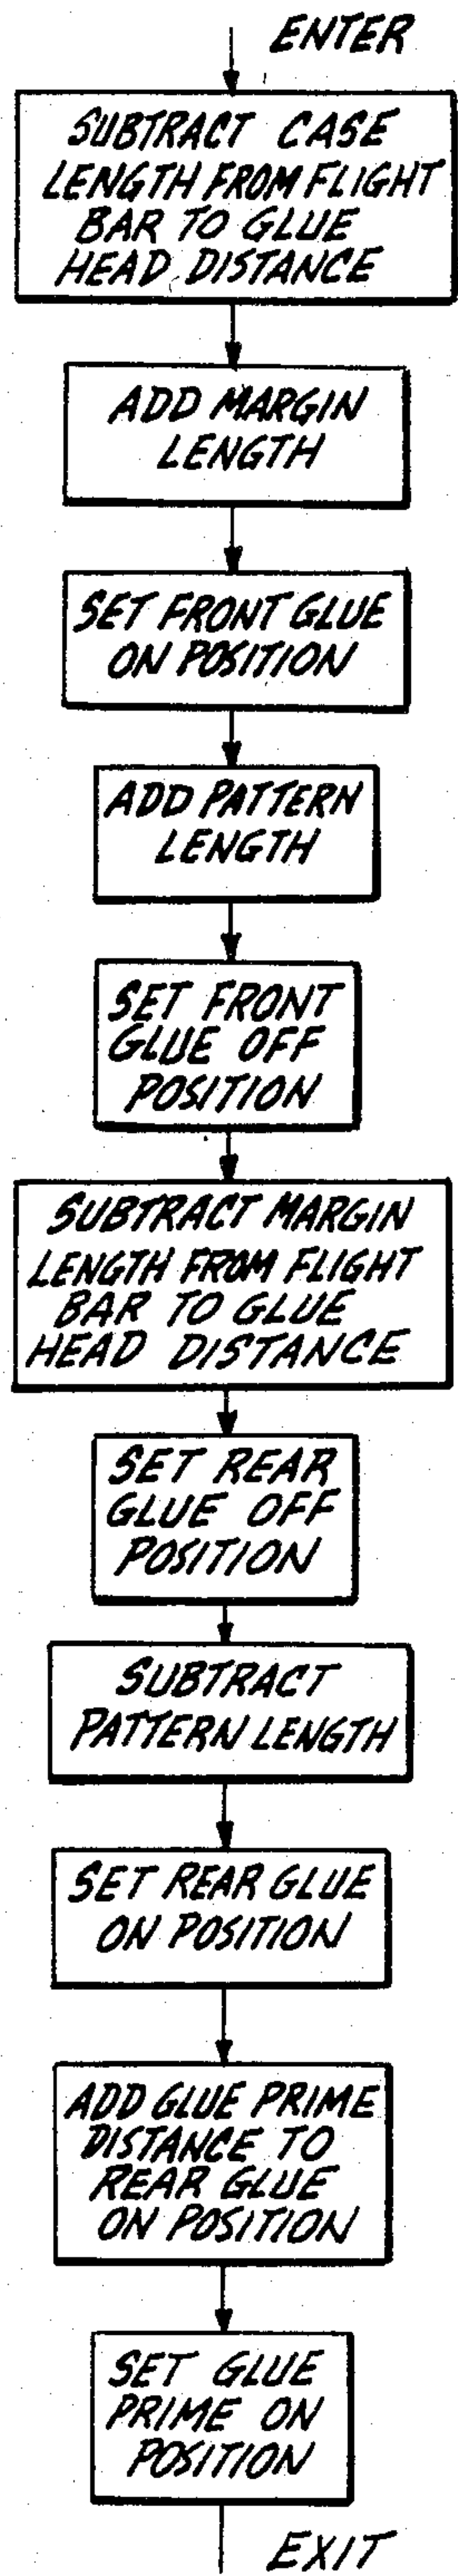 ENTER
SUBTRACT CASE
LENGTH FROM FLIGHT
BAR TO GLUE
HEAD DISTANCE
ADD MARGIN
LENGTH
SET FRONT GLUE
ON POSITION
ADD PATTERN
LENGTH
SET FRONT
GLUE OFF
POSITION
SUBTRACT MARGIN
LENGTH FROM FLIGHT
BAR TO GLUE
HEAD DISTANCE
SET REAR
GLUE OFF
POSITION
SUBTRACT
PATTERN LENGTH
SET REAR GLUE
ON POSITION
ADD GLUE PRIME
DISTANCE TO
REAR GLUE
ON POSITION
SET GLUE
PRIME ON
POSITION
EXIT